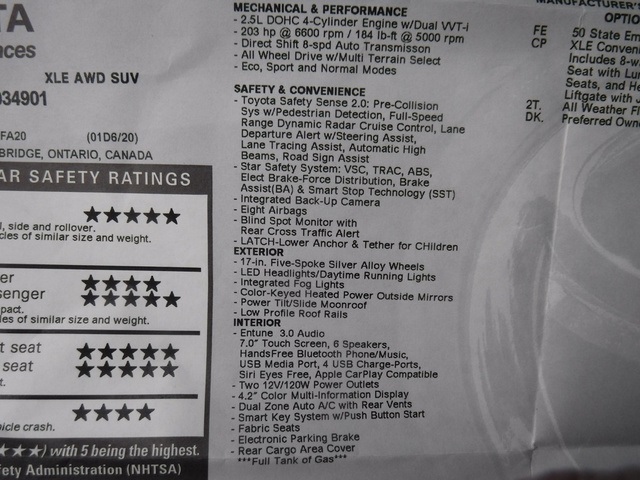 TA
nces
XLE AWD SUV
034901
FA20 (01D6/20)
BRIDGE, ONTARIO, CANADA
AR SAFETY RATINGS
★★★★★
, side and rollover.
cles of similar size and weight.
er ★★★★
senger ★★★★★
pact.
les of similar size and weight.
t seat ★★★★★
seat ★★★★★
t.
★★★★
icle crash.
★★★) with 5 being the highest.
fety Administration (NHTSA)
MECHANICAL & PERFORMANCE
- 2.5L DOHC 4-Cylinder Engine w/Dual VVT-i
- 203 hp @ 6600 rpm / 184 lb-ft @ 5000 rpm
- Direct Shift 8-spd Auto Transmisson
- All Wheel Drive w/Multi Terrain Select
- Eco, Sport and Normal Modes
SAFETY & CONVENIENCE
- Toyota Safety Sense 2.0: Pre-Collision
Sys w/Pedestrian Detection, Full-Speed
Range Dynamic Radar Cruise Control, Lane
Departure Alert w/Steering Assist,
Lane Tracing Assist, Automatic High
Beams, Road Sign Assist
- Star Safety System: VSC, TRAC, ABS,
Elect Brake-Force Distribution, Brake
Assist(BA) & Smart Stop Technology (SST)
- Integrated Back-Up Camera
- Eight Airbags
- Blind Spot Monitor with
Rear Cross Traffic Alert
- LATCH-Lower Anchor & Tether for CHildren
EXTERIOR
- 17-in. Five-Spoke Silver Alloy Wheels
- LED Headlights/Daytime Running Lights
- Integrated Fog Lights
- Color-Keyed Heated Power Outside Mirrors
- Power Tilt/Slide Moonroof
- Low Profile Roof Rails
INTERIOR
- Entune 3.0 Audio
7.0" Touch Screen, 6 Speakers,
HandsFree Bluetooth Phone/Music,
USB Media Port, 4 USB Charge-Ports,
Siri Eyes Free, Apple CarPlay Compatible
- Two 12V/120W Power Outlets
- 4.2" Color Multi-Information Display
- Dual Zone Auto A/C with Rear Vents
- Smart Key System w/Push Button Start
- Fabric Seats
- Electronic Parking Brake
- Rear Cargo Area Cover
***Full Tank of Gas***
MANUFACTURER'S
OPTIO
FE 50 State Em
CP XLE Conveni
Includes 8-w
Seat with Lum
Seats, and He
Liftgate with J
2T. All Weather Fl
DK. Preferred Owne